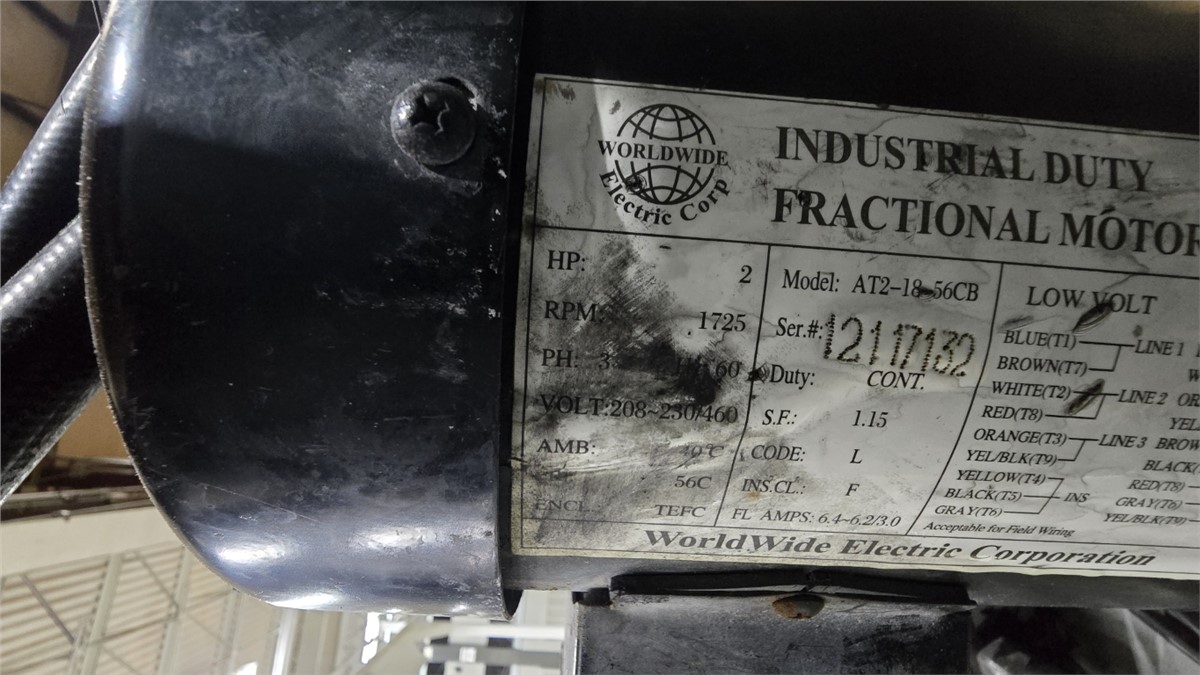 WORLDWIDE
Electric Corp
INDUSTRIAL DUTY
FRACTIONAL MOTOR
HP: 2
RPM: 1725
PH: 3 60
VOLT:208~230/460
AMB: 40°C
56C
ENCL: TEFC
Model: AT2-18-56CB
Ser.#: 12117132
Duty: CONT.
S.F.: 1.15
CODE: L
INS.CL.: F
FL AMPS: 6.4~6.2/3.0
LOW VOLT
BLUE(T1)
BROWN(T7)
LINE 1
WHITE(T2)
RED(T8)
LINE 2
ORANGE(T3)
YEL/BLK(T9)
LINE 3
YELLOW(T4)
BLACK(T5)
GRAY(T6)
INS
BLACK(
RED(T8)
GRAY(T6)
YEL/BLK(T9)
Acceptable for Field Wiring
WorldWide Electric Corporation